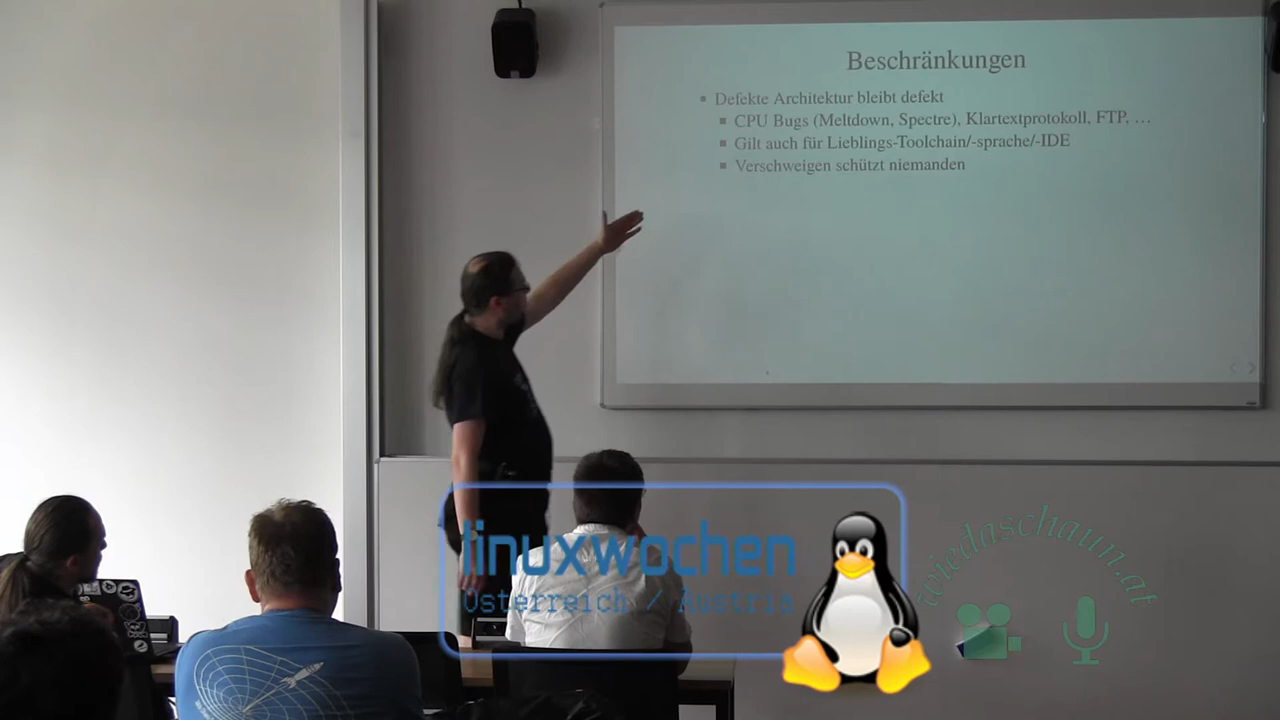 Beschränkungen
Defekte Architektur bleibt defekt
CPU Bugs (Meltdown, Spectre), Klartextprotokoll, FTP, …
Gilt auch für Lieblings-Toolchain/-sprache/-IDE
Verschweigen schützt niemanden
linuxwochen
Österreich / Austria
wiedaschaun.at